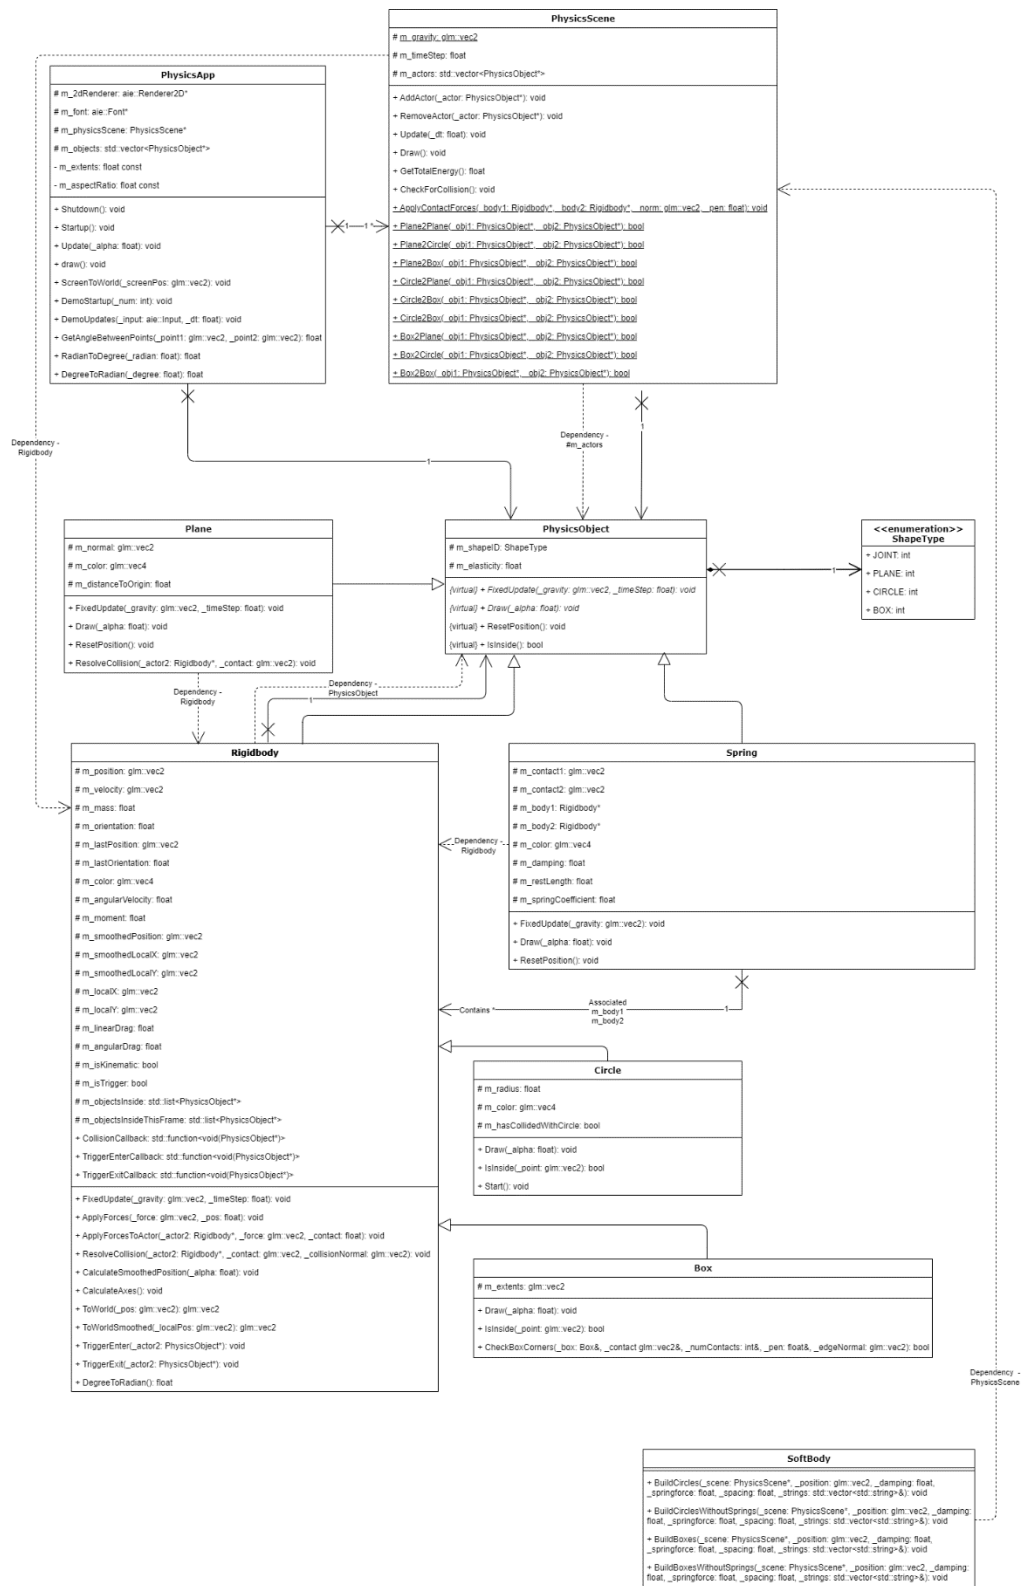 PhysicsScene
# m_gravity: glm::vec2
# m_timeStep: float
# m_actors: std::vector<PhysicsObject*>
+ AddActor(_actor: PhysicsObject*): void
+ RemoveActor(_actor: PhysicsObject*): void
+ Update(_dt: float): void
+ Draw(): void
+ GetTotalEnergy(): float
+ CheckForCollision(): void
+ ApplyContactForces(_body1: Rigidbody*, _body2: Rigidbody*, _norm: glm::vec2, _pen: float): void
+ Plane2Plane(_obj1: PhysicsObject*, _obj2: PhysicsObject*): bool
+ Plane2Circle(_obj1: PhysicsObject*, _obj2: PhysicsObject*): bool
+ Plane2Box(_obj1: PhysicsObject*, _obj2: PhysicsObject*): bool
+ Circle2Plane(_obj1: PhysicsObject*, _obj2: PhysicsObject*): bool
+ Circle2Box(_obj1: PhysicsObject*, _obj2: PhysicsObject*): bool
+ Circle2Box(_obj1: PhysicsObject*, _obj2: PhysicsObject*): bool
+ Box2Plane(_obj1: PhysicsObject*, _obj2: PhysicsObject*): bool
+ Box2Circle(_obj1: PhysicsObject*, _obj2: PhysicsObject*): bool
+ Box2Box(_obj1: PhysicsObject*, _obj2: PhysicsObject*): bool
PhysicsApp
# m_2dRenderer: aie::Renderer2D*
# m_font: aie::Font*
# m_physicsScene: PhysicsScene*
# m_objects: std::vector<PhysicsObject*>
- m_extents: float const
- m_aspectRatio: float const
+ Shutdown(): void
+ Startup(): void
+ Update(_alpha: float): void
+ draw(): void
+ ScreenToWorld(_screenPos: glm::vec2): void
+ DemoStartup(_num: int): void
+ DemoUpdates(_input: aie::Input, _dt: float): void
+ GetAngleBetweenPoints(_point1: glm::vec2, _point2: glm::vec2): float
+ RadianToDegree(_radian: float): float
+ DegreeToRadian(_degree: float): float
1
1 *
Dependency -
Rigidbody
Dependency -
#m_actors
1
1
Plane
# m_normal: glm::vec2
# m_color: glm::vec4
# m_distanceToOrigin: float
+ FixedUpdate(_gravity: glm::vec2, _timeStep: float): void
+ Draw(_alpha: float): void
+ ResetPosition(): void
+ ResolveCollision(_actor2: Rigidbody*, _contact: glm::vec2): void
PhysicsObject
# m_shapeID: ShapeType
# m_elasticity: float
{virtual} + FixedUpdate(_gravity: glm::vec2, _timeStep: float): void
{virtual} + Draw(_alpha: float): void
{virtual} + ResetPosition(): void
{virtual} + IsInside(): bool
1
<<enumeration>>
ShapeType
+ JOINT: int
+ PLANE: int
+ CIRCLE: int
+ BOX: int
Dependency -
Rigidbody
Dependency -
PhysicsObject
1
Rigidbody
# m_position: glm::vec2
# m_velocity: glm::vec2
# m_mass: float
# m_orientation: float
# m_lastPosition: glm::vec2
# m_lastOrientation: float
# m_color: glm::vec4
# m_angularVelocity: float
# m_moment: float
# m_smoothedPosition: glm::vec2
# m_smoothedLocalX: glm::vec2
# m_smoothedLocalY: glm::vec2
# m_localX: glm::vec2
# m_localY: glm::vec2
# m_linearDrag: float
# m_angularDrag: float
# m_isKinematic: bool
# m_isTrigger: bool
# m_objectsInside: std::list<PhysicsObject*>
# m_objectsInsideThisFrame: std::list<PhysicsObject*>
+ CollisionCallback: std::function<void(PhysicsObject*)>
+ TriggerEnterCallback: std::function<void(PhysicsObject*)>
+ TriggerExitCallback: std::function<void(PhysicsObject*)>
+ FixedUpdate(_gravity: glm::vec2, _timeStep: float): void
+ ApplyForces(_force: glm::vec2, _pos: float): void
+ ApplyForcesToActor(_actor2: Rigidbody*, _force: glm::vec2, _contact: float): void
+ ResolveCollision(_actor2: Rigidbody*, _contact: glm::vec2, _collisionNormal: glm::vec2): void
+ CalculateSmoothedPosition(_alpha: float): void
+ CalculateAxes(): void
+ ToWorld(_pos: glm::vec2): glm::vec2
+ ToWorldSmoothed(_localPos: glm::vec2): glm::vec2
+ TriggerEnter(_actor2: PhysicsObject*): void
+ TriggerExit(_actor2: PhysicsObject*): void
+ DegreeToRadian(): float
Dependency -
Rigidbody
Spring
# m_contact1: glm::vec2
# m_contact2: glm::vec2
# m_body1: Rigidbody*
# m_body2: Rigidbody*
# m_color: glm::vec4
# m_damping: float
# m_restLength: float
# m_springCoefficient: float
+ FixedUpdate(_gravity: glm::vec2): void
+ Draw(_alpha: float): void
+ ResetPosition(): void
Contains *
Associated
m_body1
m_body2
1
Circle
# m_radius: float
# m_color: glm::vec4
# m_hasCollidedWithCircle: bool
+ Draw(_alpha: float): void
+ IsInside(_point: glm::vec2): bool
+ Start(): void
Box
# m_extents: glm::vec2
+ Draw(_alpha: float): void
+ IsInside(_point: glm::vec2): bool
+ CheckBoxCorners(_box: Box&, _contact glm::vec2&, _numContacts: int&, _pen: float&, _edgeNormal: glm::vec2): bool
Dependency -
PhysicsScene
SoftBody
+ BuildCircles(_scene: PhysicsScene*, _position: glm::vec2, _damping: float,
_springforce: float, _spacing: float, _strings: std::vector<std::string>&): void
+ BuildCirclesWithoutSprings(_scene: PhysicsScene*, _position: glm::vec2, _damping:
float, _springforce: float, _spacing: float, _strings: std::vector<std::string>&): void
+ BuildBoxes(_scene: PhysicsScene*, _position: glm::vec2, _damping: float,
_springforce: float, _spacing: float, _strings: std::vector<std::string>&): void
+ BuildBoxesWithoutSprings(_scene: PhysicsScene*, _position: glm::vec2, _damping:
float, _springforce: float, _spacing: float, _strings: std::vector<std::string>&): void